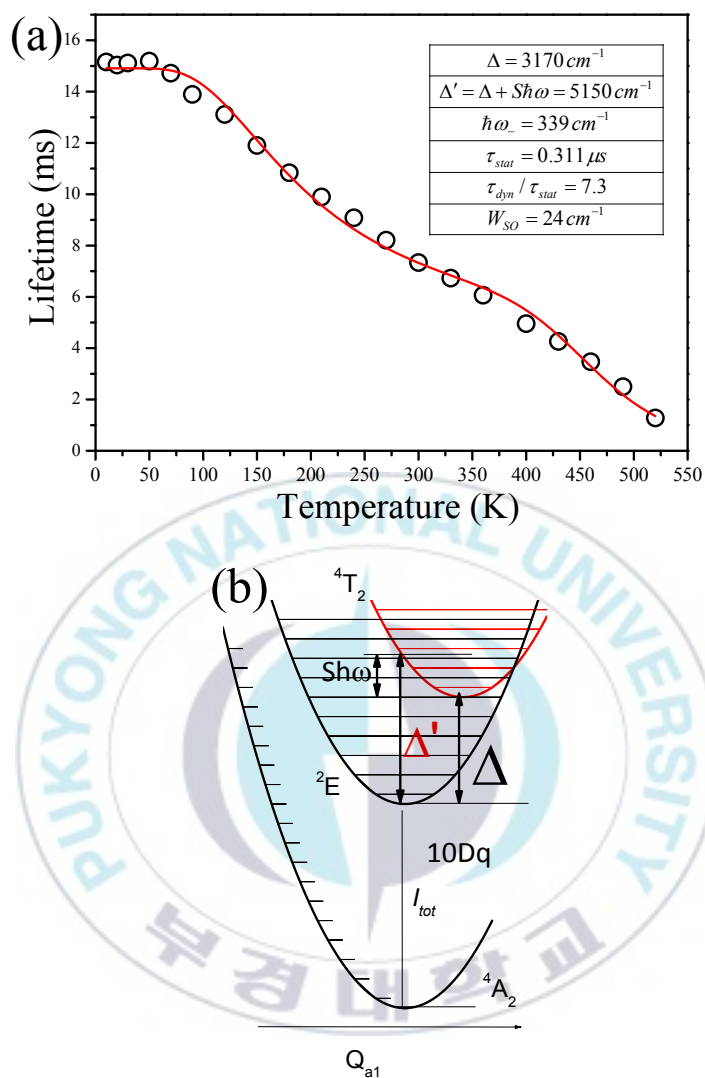 (a)
16
14
12
10
8
6
4
2
0
Lifetime (ms)
Δ = 3170 cm⁻¹
Δ′ = Δ + Sħω = 5150 cm⁻¹
ħω₋ = 339 cm⁻¹
τ_stat = 0.311 μs
τ_dyn / τ_stat = 7.3
W_SO = 24 cm⁻¹
0 50 100 150 200 250 300 350 400 450 500 550
Temperature (K)
PUKYONG NATIONAL UNIVERSITY
부경대학교
(b)
⁴T₂
Shω
Δ'
Δ
²E
10Dq
I_tot
⁴A₂
Q_a1